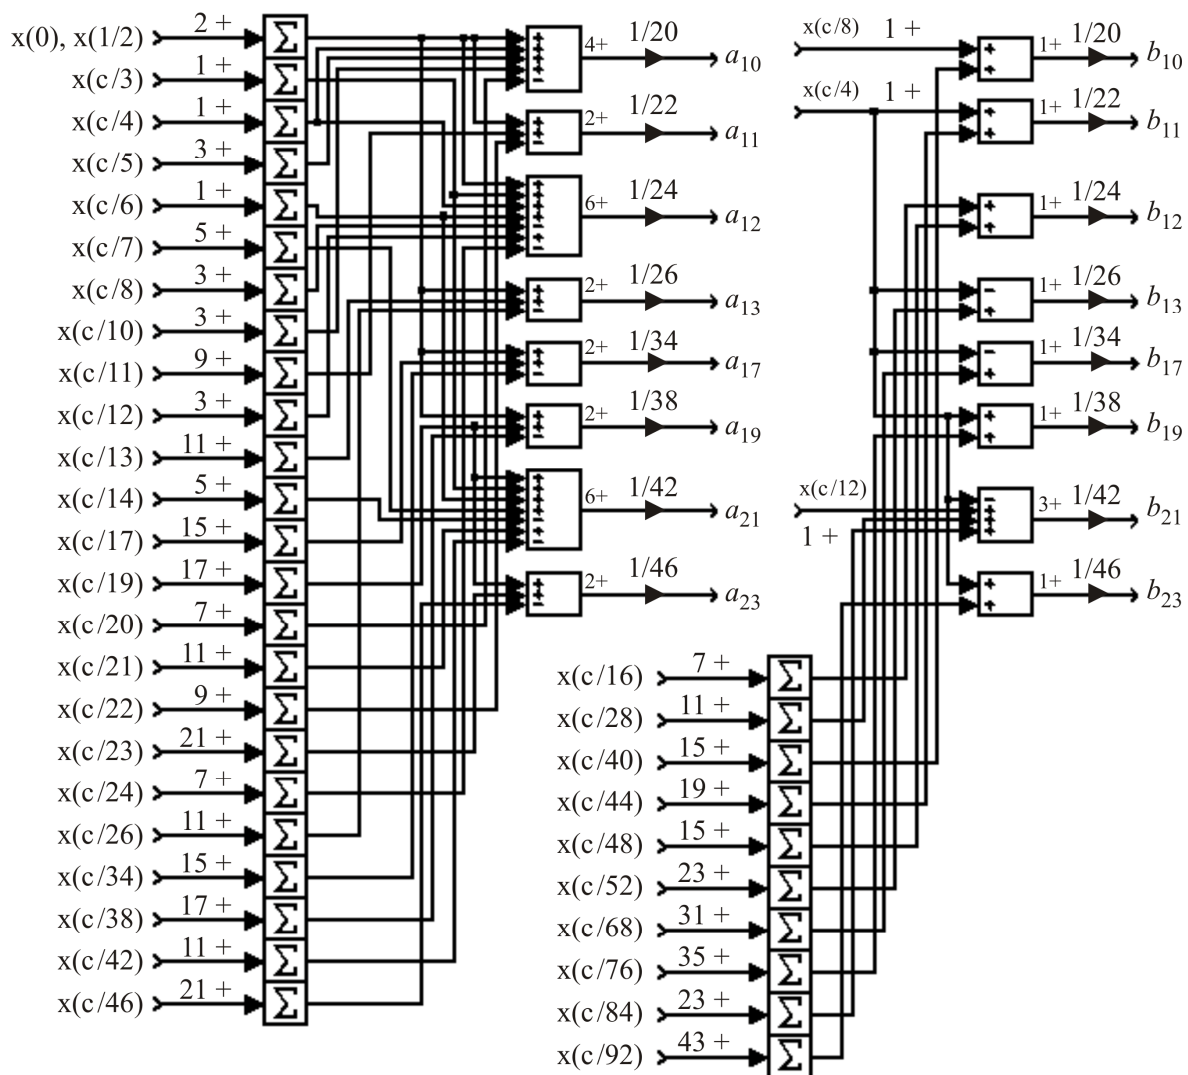 x(0), x(1/2) 2 + Σ
x(c/3) 1 + Σ
x(c/4) 1 + Σ
x(c/5) 3 + Σ
x(c/6) 1 + Σ
x(c/7) 5 + Σ
x(c/8) 3 + Σ
x(c/10) 3 + Σ
x(c/11) 9 + Σ
x(c/12) 3 + Σ
x(c/13) 11 + Σ
x(c/14) 5 + Σ
x(c/17) 15 + Σ
x(c/19) 17 + Σ
x(c/20) 7 + Σ
x(c/21) 11 + Σ
x(c/22) 9 + Σ
x(c/23) 21 + Σ
x(c/24) 7 + Σ
x(c/26) 11 + Σ
x(c/34) 15 + Σ
x(c/38) 17 + Σ
x(c/42) 11 + Σ
x(c/46) 21 + Σ
4+ 1/20 a10
2+ 1/22 a11
6+ 1/24 a12
2+ 1/26 a13
2+ 1/34 a17
2+ 1/38 a19
6+ 1/42 a21
2+ 1/46 a23
x(c/8) 1 +
x(c/4) 1 +
x(c/12) 1 +
+ + 1+ 1/20 b10
+ + 1+ 1/22 b11
+ + 1+ 1/24 b12
- + 1+ 1/26 b13
- + 1+ 1/34 b17
+ + 1+ 1/38 b19
3+ 1/42 b21
+ + 1+ 1/46 b23
x(c/16) 7 + Σ
x(c/28) 11 + Σ
x(c/40) 15 + Σ
x(c/44) 19 + Σ
x(c/48) 15 + Σ
x(c/52) 23 + Σ
x(c/68) 31 + Σ
x(c/76) 35 + Σ
x(c/84) 23 + Σ
x(c/92) 43 + Σ